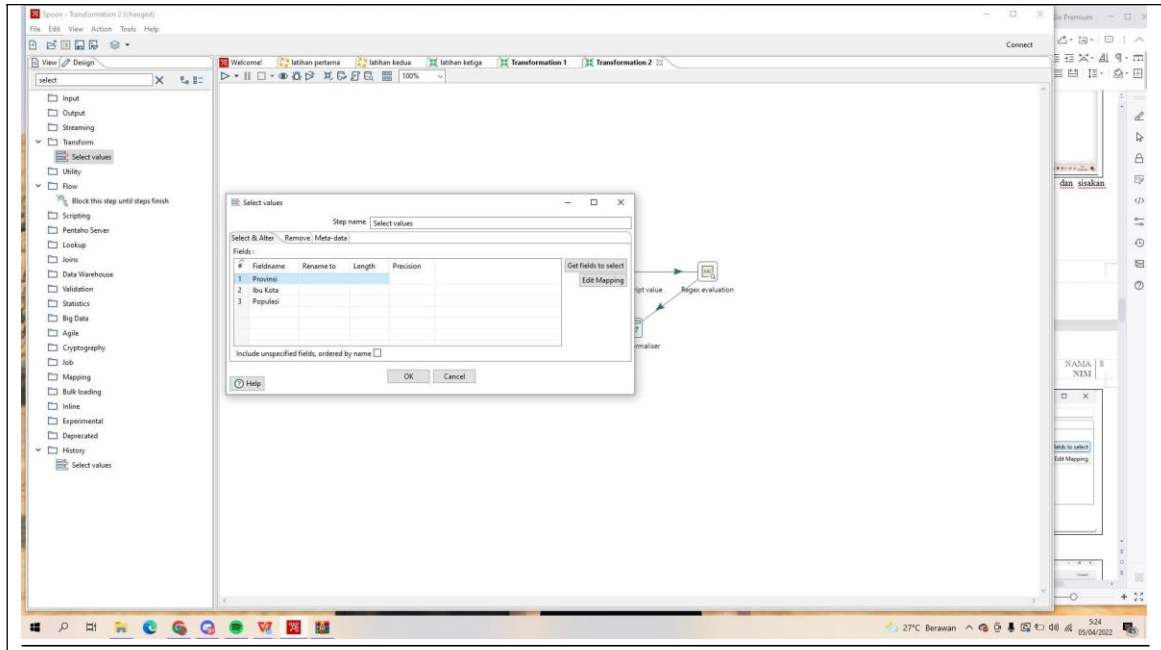 Spoon - Transformation 2 (changed)
File Edit View Action Tools Help
Connect
View Design
select
Input
Output
Streaming
Transform
Select values
Utility
Flow
Block this step until steps finish
Scripting
Pentaho Server
Lookup
Joins
Data Warehouse
Validation
Statistics
Big Data
Agile
Cryptography
Job
Mapping
Bulk loading
Inline
Experimental
Deprecated
History
Select values
Welcome! latihan pertama latihan kedua latihan ketiga Transformation 1 Transformation 2
100%
Select values
Step name Select values
Select & Alter Remove Meta-data
Fields :
# Fieldname Rename to Length Precision
1 Provinsi
2 Ibu Kota
3 Populasi
Get fields to select
Edit Mapping
Include unspecified fields, ordered by name
Help
OK Cancel
ript value Regex evaluation
rmaliser
Go Premium
dan sisakan
NAMA 8
NIM
fields to select
Edit Mapping
27°C Berawan
5:24
05/04/2022